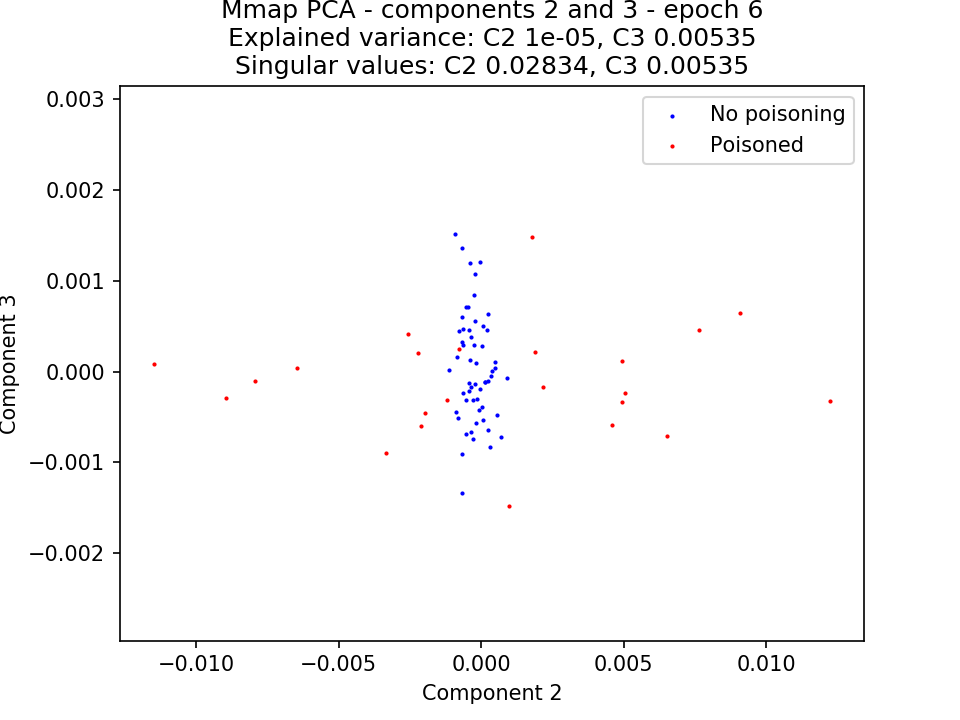 Mmap PCA - components 2 and 3 - epoch 6
Explained variance: C2 1e-05, C3 0.00535
Singular values: C2 0.02834, C3 0.00535
No poisoning
Poisoned
0.003
0.002
0.001
0.000
−0.001
−0.002
Component 3
−0.010
−0.005
0.000
0.005
0.010
Component 2